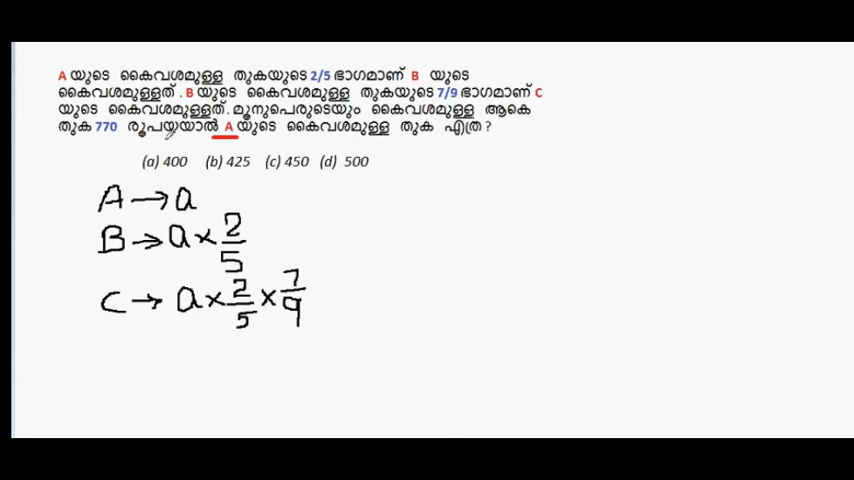 A യുടെ കൈവശമുള്ള തുകയുടെ 2/5 ഭാഗമാണ് B യുടെ
കൈവശമുള്ളത് . B യുടെ കൈവശമുള്ള തുകയുടെ 7/9 ഭാഗമാണ് C
യുടെ കൈവശമുള്ളത്. മൂന്നുപെരുടെയും കൈവശമുള്ള ആകെ
തുക 770 രൂപയ്യയാൽ A യുടെ കൈവശമുള്ള തുക എത്ര ?
(a) 400 (b) 425 (c) 450 (d) 500
A → a
B → a × 2/5
C → a × 2/5 × 7/9